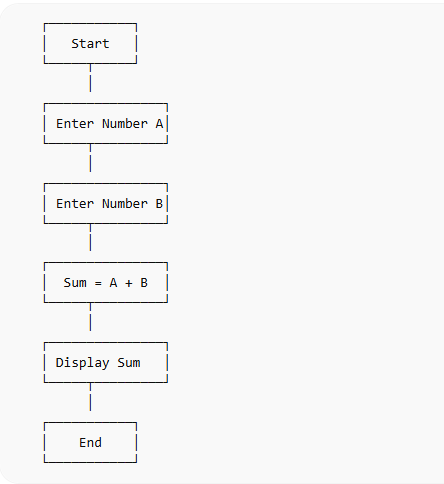 Start
Enter Number A
Enter Number B
Sum = A + B
Display Sum
End